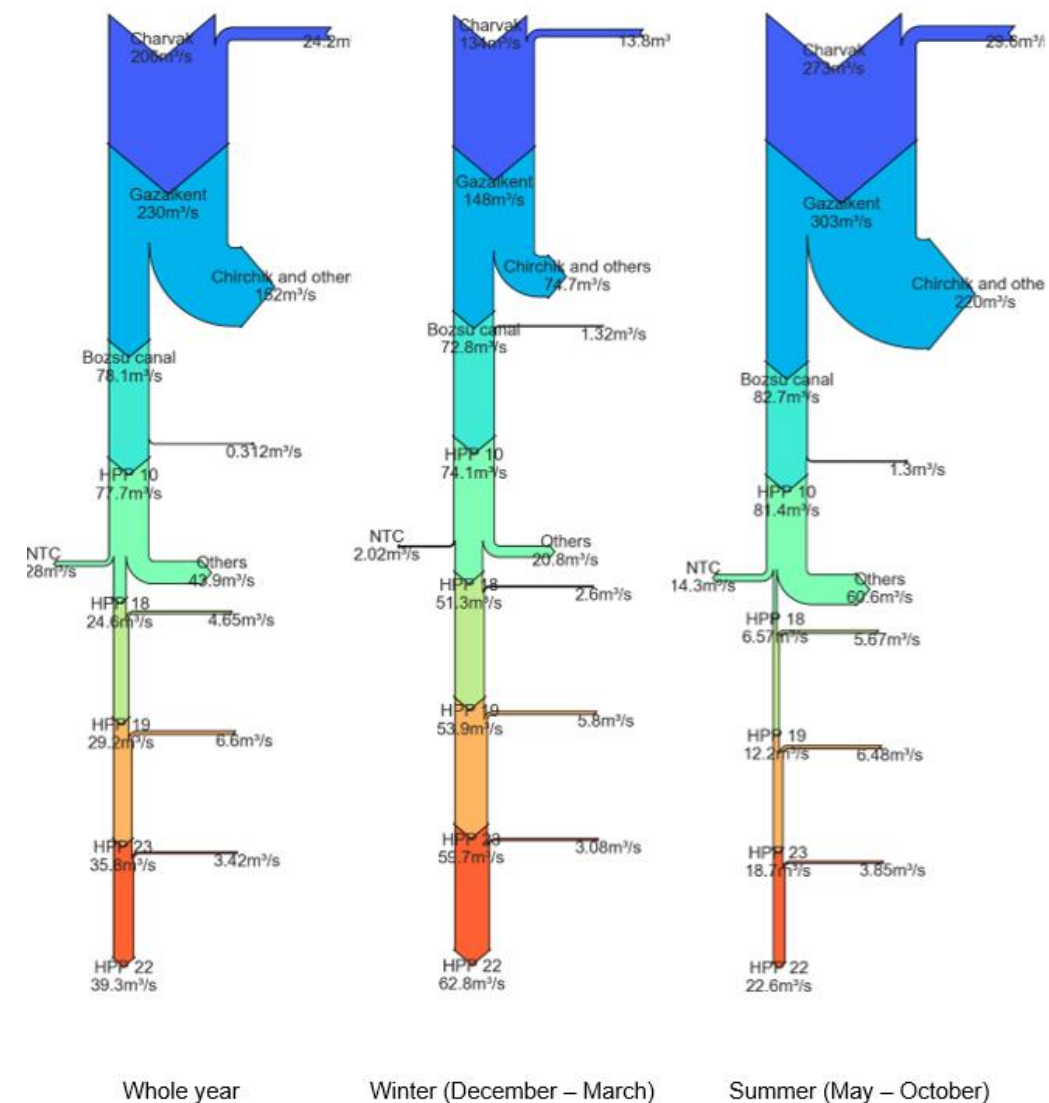 Charvak
206m³/s
24.2m
Gazalkent
230m³/s
Chirchik and other
152m³/s
Bozsu canal
78.1m³/s
0.312m³/s
HPP 10
77.7m³/s
NTC
28m³/s
Others
43.9m³/s
HPP 18
24.6m³/s
4.65m³/s
HPP 19
29.2m³/s
6.6m³/s
HPP 23
35.8m³/s
3.42m³/s
HPP 22
39.3m³/s
Whole year
Charvak
134m³/s
13.8m³
Gazalkent
148m³/s
Chirchik and others
74.7m³/s
Bozsu canal
72.8m³/s
1.32m³/s
HPP 10
74.1m³/s
NTC
2.02m³/s
Others
20.8m³/s
HPP 18
51.3m³/s
2.6m³/s
HPP 19
53.9m³/s
5.8m³/s
HPP 23
59.7m³/s
3.08m³/s
HPP 22
62.8m³/s
Winter (December – March)
Charvak
273m³/s
29.6m³/
Gazalkent
303m³/s
Chirchik and othe
220m³/s
Bozsu canal
82.7m³/s
1.3m³/s
HPP 10
81.4m³/s
NTC
14.3m³/s
Others
60.6m³/s
HPP 18
6.57m³/s
5.67m³/s
HPP 19
12.2m³/s
6.48m³/s
HPP 23
18.7m³/s
3.85m³/s
HPP 22
22.6m³/s
Summer (May – October)